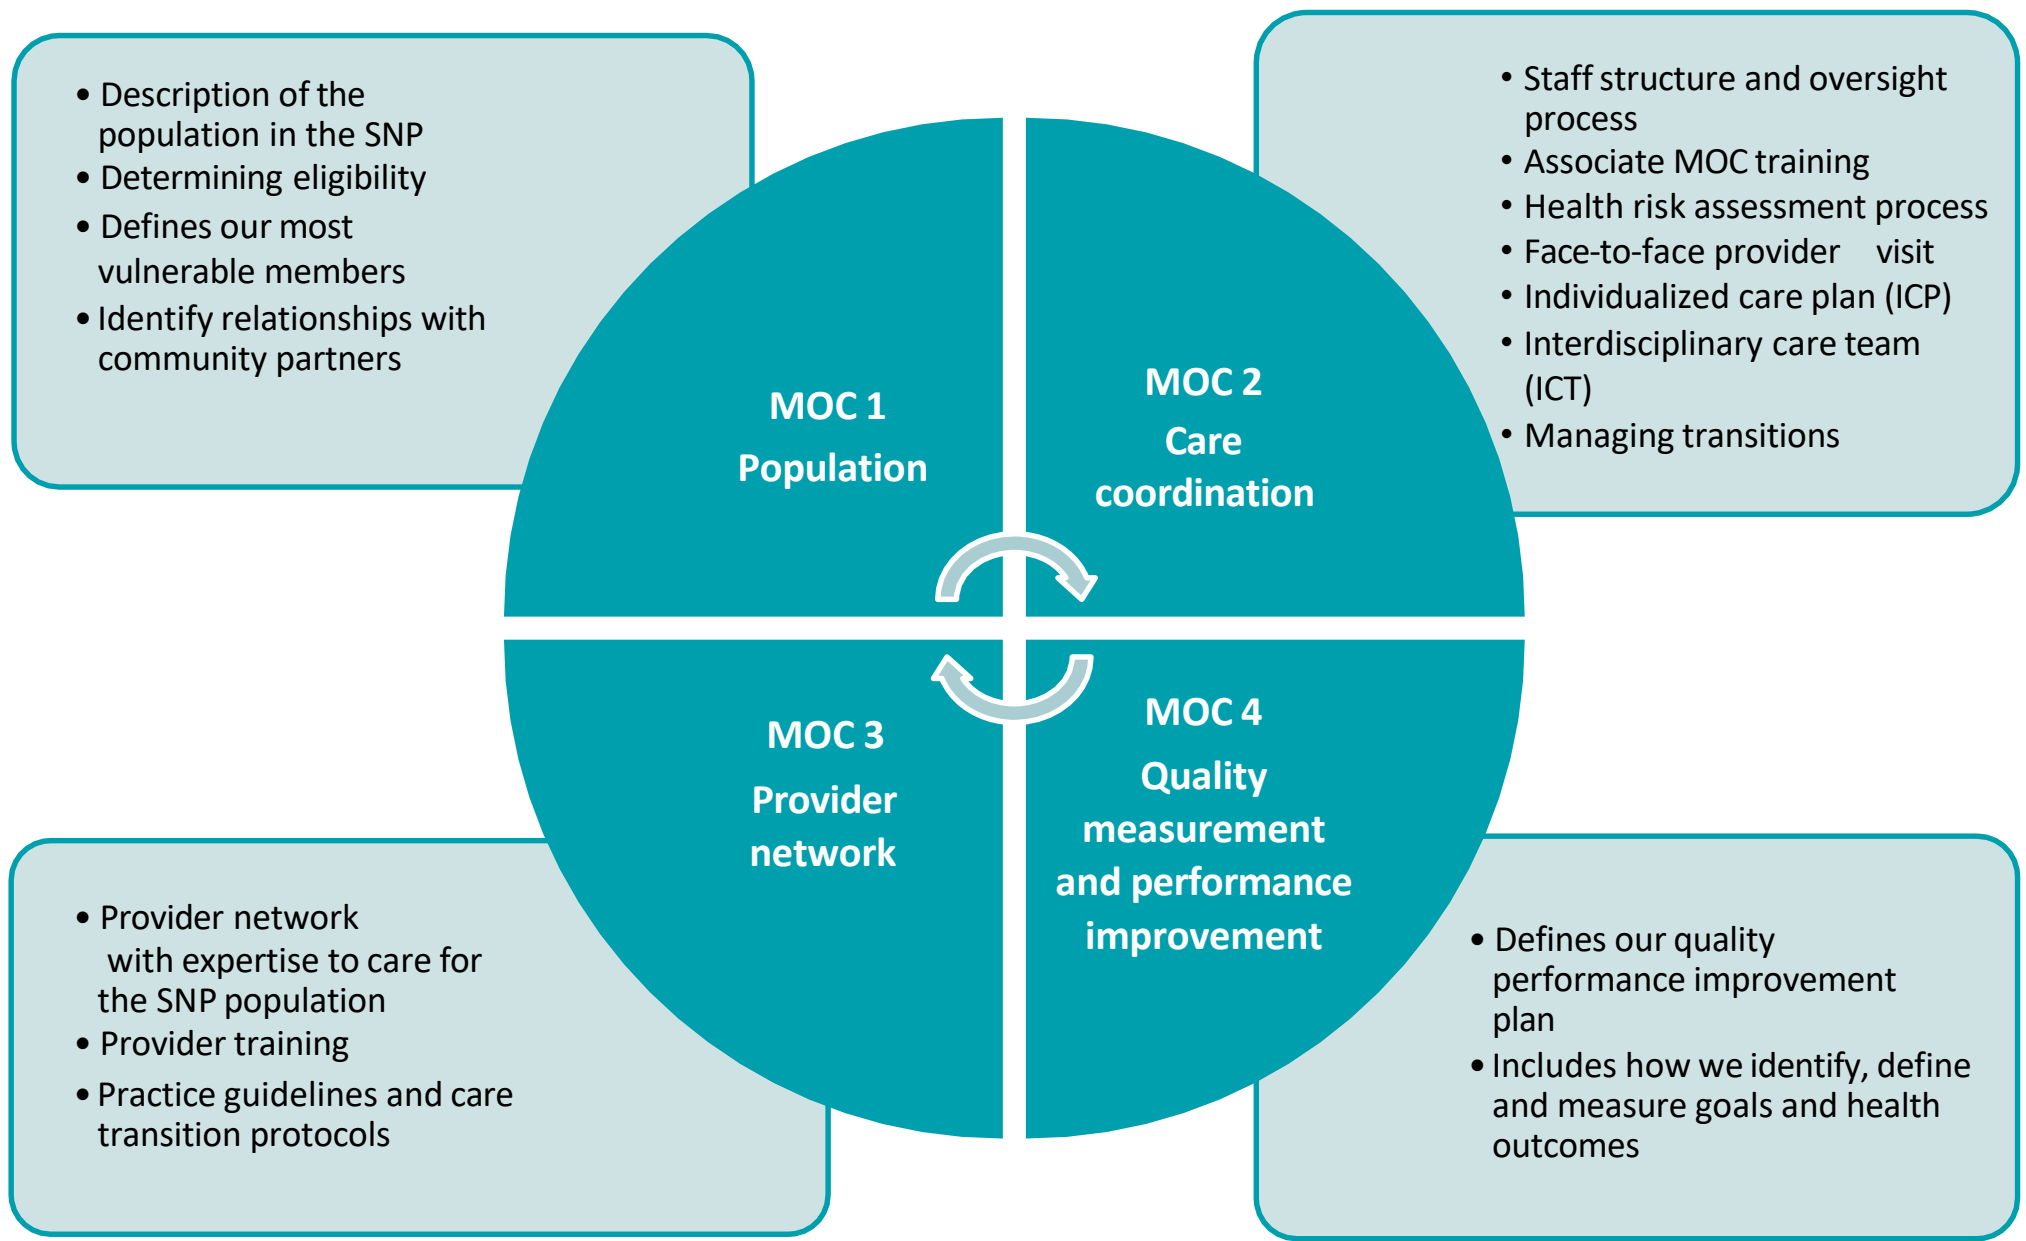 • Description of the
population in the SNP
• Determining eligibility
• Defines our most
vulnerable members
• Identify relationships with
community partners
• Staff structure and oversight
process
• Associate MOC training
• Health risk assessment process
• Face-to-face provider visit
• Individualized care plan (ICP)
• Interdisciplinary care team
(ICT)
• Managing transitions
MOC 1
Population
MOC 2
Care
coordination
MOC 3
Provider
network
MOC 4
Quality
measurement
and performance
improvement
• Provider network
with expertise to care for
the SNP population
• Provider training
• Practice guidelines and care
transition protocols
• Defines our quality
performance improvement
plan
• Includes how we identify, define
and measure goals and health
outcomes